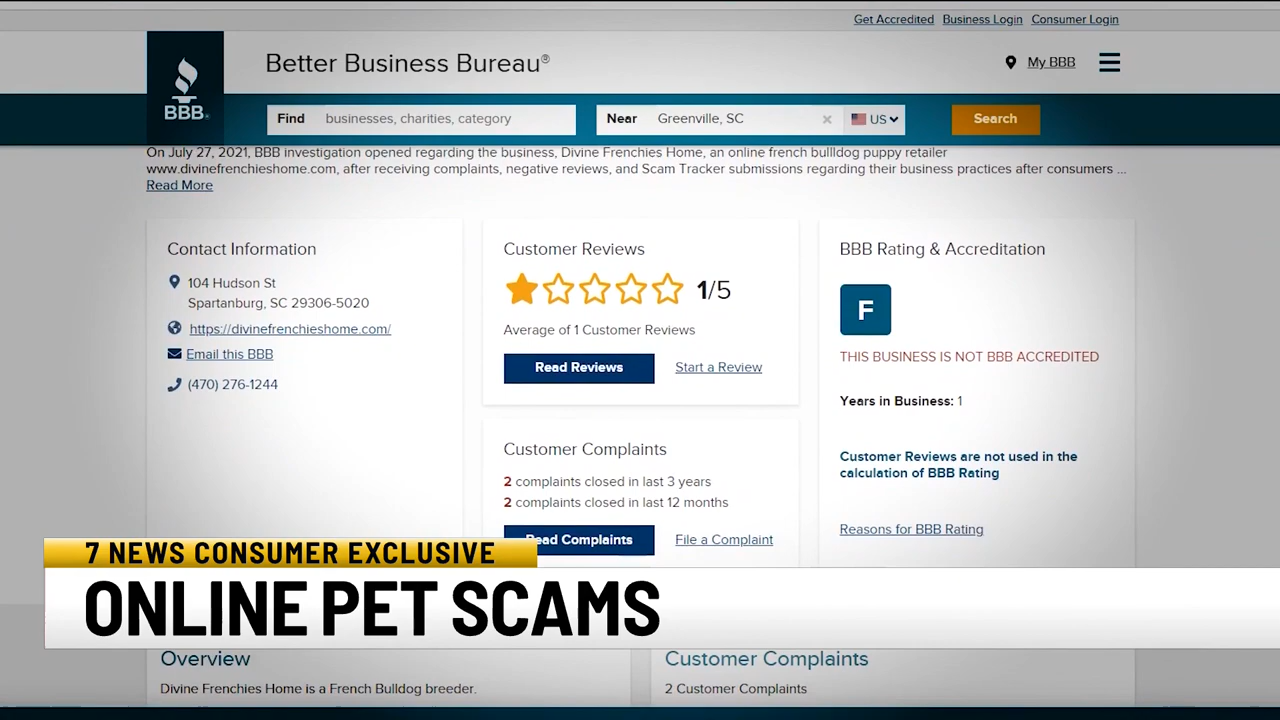 Get Accredited Business Login Consumer Login
Better Business Bureau®
My BBB
BBB®
Find businesses, charities, category
Near Greenville, SC × US
Search
On July 27, 2021, BBB investigation opened regarding the business, Divine Frenchies Home, an online french bullldog puppy retailer
www.divinefrenchieshome.com, after receiving complaints, negative reviews, and Scam Tracker submissions regarding their business practices after consumers ...
Read More
Contact Information
104 Hudson St
Spartanburg, SC 29306-5020
https://divinefrenchieshome.com/
Email this BBB
(470) 276-1244
Customer Reviews
1/5
Average of 1 Customer Reviews
Read Reviews Start a Review
Customer Complaints
2 complaints closed in last 3 years
2 complaints closed in last 12 months
Read Complaints File a Complaint
BBB Rating & Accreditation
F
THIS BUSINESS IS NOT BBB ACCREDITED
Years in Business: 1
Customer Reviews are not used in the
calculation of BBB Rating
Reasons for BBB Rating
7 NEWS CONSUMER EXCLUSIVE
ONLINE PET SCAMS
Overview
Divine Frenchies Home is a French Bulldog breeder.
Customer Complaints
2 Customer Complaints